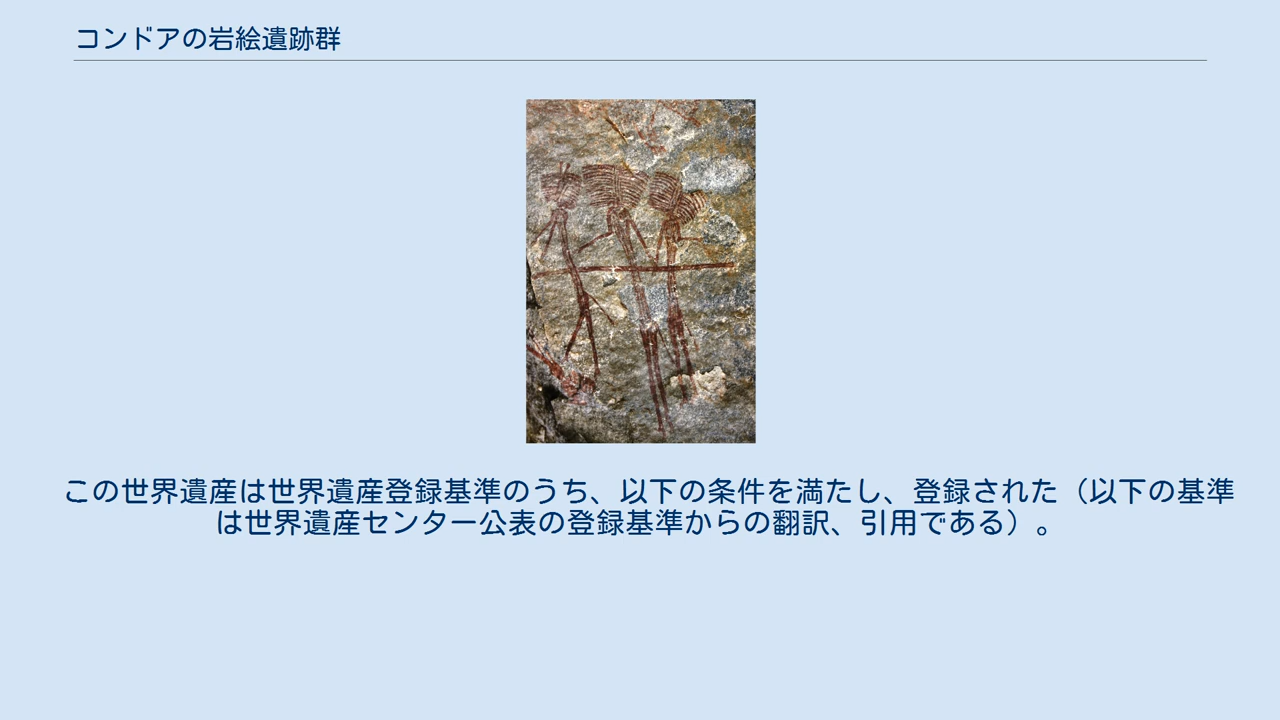 コンドアの岩絵遺跡群
この世界遺産は世界遺産登録基準のうち、以下の条件を満たし、登録された（以下の基準
は世界遺産センター公表の登録基準からの翻訳、引用である）。